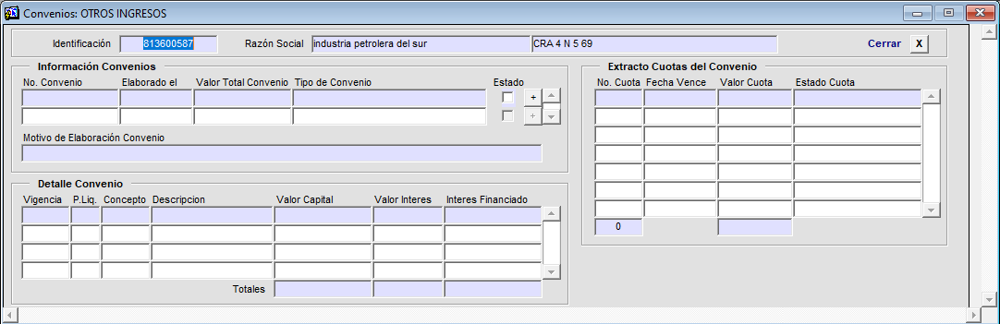 Convenios: OTROS INGRESOS
Identificación 813600587 Razón Social industria petrolera del sur CRA 4 N 5 69 Cerrar X
Información Convenios
No. Convenio Elaborado el Valor Total Convenio Tipo de Convenio Estado
+
+
Motivo de Elaboración Convenio
Extracto Cuotas del Convenio
No. Cuota Fecha Vence Valor Cuota Estado Cuota
0
Detalle Convenio
Vigencia P.Liq. Concepto Descripcion Valor Capital Valor Interes Interes Financiado
Totales